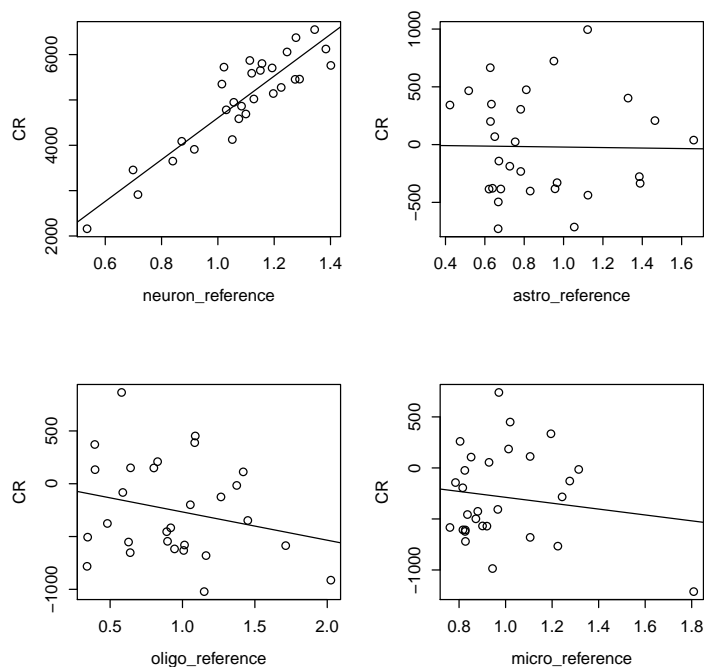 CR
2000 4000 6000
0.6 0.8 1.0 1.2 1.4
neuron_reference
CR
−500 0 500 1000
0.4 0.6 0.8 1.0 1.2 1.4 1.6
astro_reference
CR
−1000 0 500
0.5 1.0 1.5 2.0
oligo_reference
CR
−1000 0 500
0.8 1.0 1.2 1.4 1.6 1.8
micro_reference